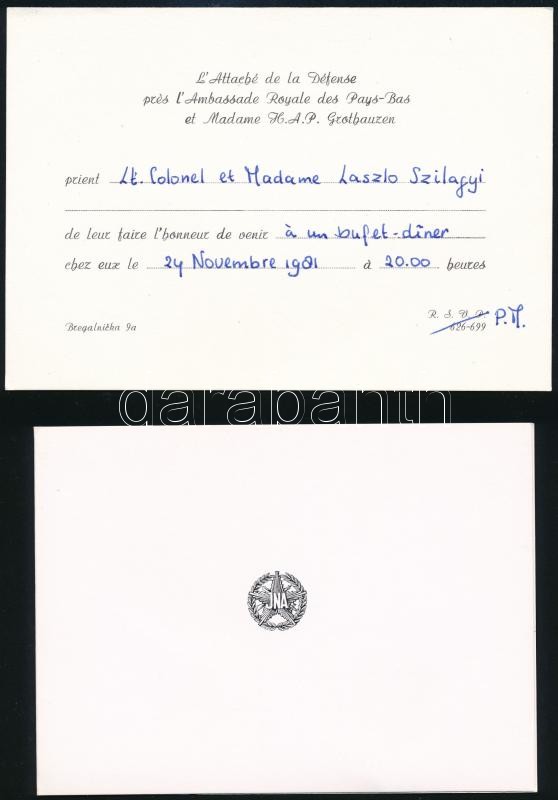 L'Attaché de la Défense
près l'Ambassade Royale des Pays-Bas
et Madame H.A.P. Grothauzen
prient Lt. Colonel et Madame Laszlo Szilagyi
de leur faire l'honneur de venir à un bufet-dîner
chez eux le 24 Novembre 1981 à 20.00 heures
Bregalnička 9a
R. S. V. P. P.M.
626-699
darabanth
JNA